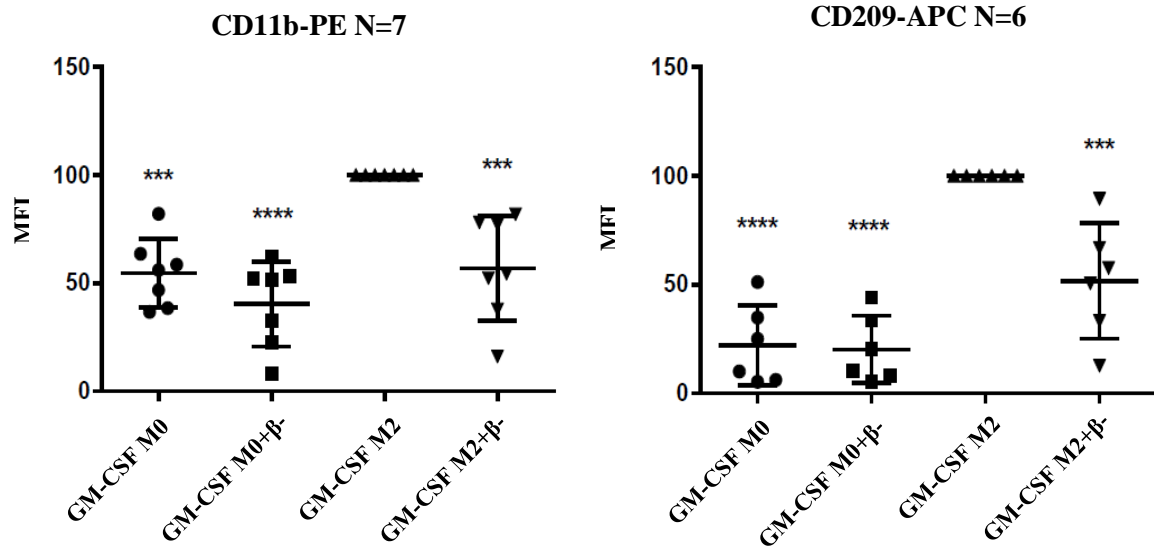 CD11b-PE N=7
MFI
150
100
50
0
***
****
***
GM-CSF M0
GM-CSF M0+β-
GM-CSF M2
GM-CSF M2+β-
CD209-APC N=6
MFI
150
100
50
0
****
****
***
GM-CSF M0
GM-CSF M0+β-
GM-CSF M2
GM-CSF M2+β-